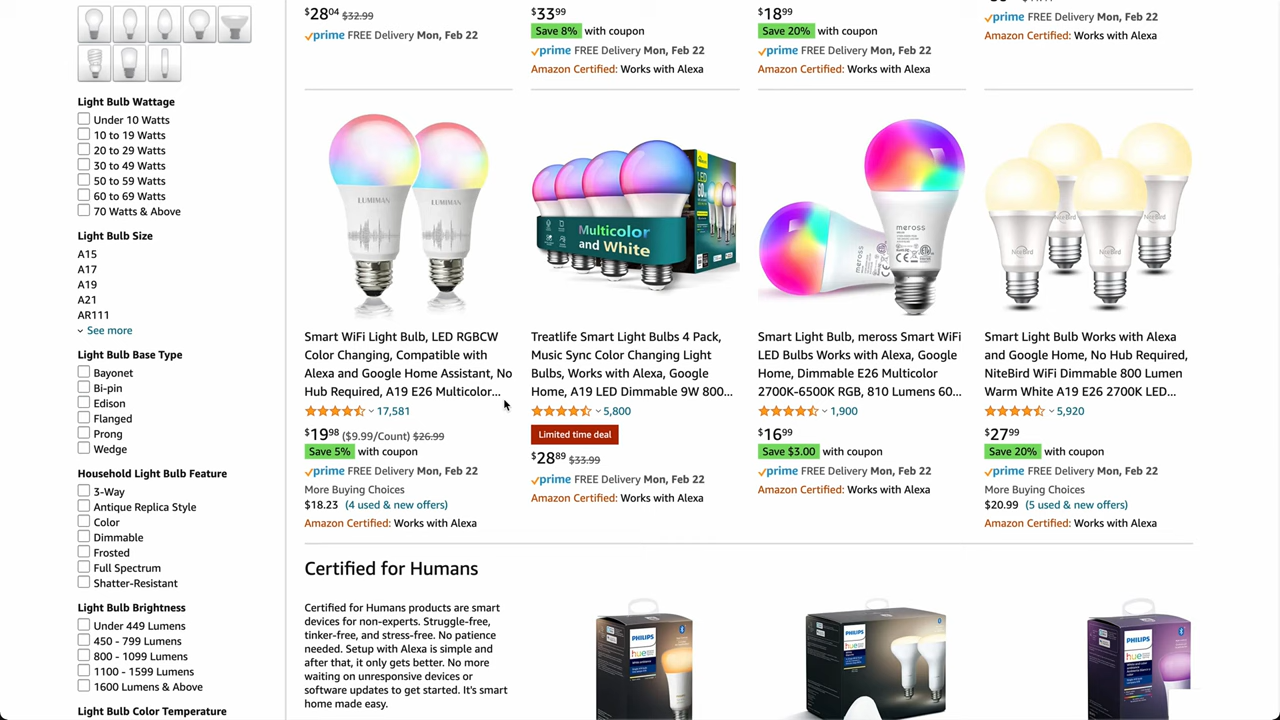 $28.04 $32.99
prime FREE Delivery Mon, Feb 22
$33.99
Save 8% with coupon
prime FREE Delivery Mon, Feb 22
Amazon Certified: Works with Alexa
$18.99
Save 20% with coupon
prime FREE Delivery Mon, Feb 22
Amazon Certified: Works with Alexa
prime FREE Delivery Mon, Feb 22
Amazon Certified: Works with Alexa
Light Bulb Wattage
Under 10 Watts
10 to 19 Watts
20 to 29 Watts
30 to 49 Watts
50 to 59 Watts
60 to 69 Watts
70 Watts & Above
Light Bulb Size
A15
A17
A19
A21
AR111
See more
Light Bulb Base Type
Bayonet
Bi-pin
Edison
Flanged
Prong
Wedge
Household Light Bulb Feature
3-Way
Antique Replica Style
Color
Dimmable
Frosted
Full Spectrum
Shatter-Resistant
Light Bulb Brightness
Under 449 Lumens
450 - 799 Lumens
800 - 1099 Lumens
1100 - 1599 Lumens
1600 Lumens & Above
Light Bulb Color Temperature
LUMIMAN
LUMIMAN
Smart WiFi Light Bulb, LED RGBCW
Color Changing, Compatible with
Alexa and Google Home Assistant, No
Hub Required, A19 E26 Multicolor...
17,581
$19.98 ($9.99/Count) $26.99
Save 5% with coupon
prime FREE Delivery Mon, Feb 22
More Buying Choices
$18.23 (4 used & new offers)
Amazon Certified: Works with Alexa
Multicolor
and White
LED
Treatlife Smart Light Bulbs 4 Pack,
Music Sync Color Changing Light
Bulbs, Works with Alexa, Google
Home, A19 LED Dimmable 9W 800...
5,800
Limited time deal
$28.89 $33.99
prime FREE Delivery Mon, Feb 22
Amazon Certified: Works with Alexa
meross
meross
Smart Light Bulb, meross Smart WiFi
LED Bulbs Works with Alexa, Google
Home, Dimmable E26 Multicolor
2700K-6500K RGB, 810 Lumens 60...
1,900
$16.99
Save $3.00 with coupon
prime FREE Delivery Mon, Feb 22
Amazon Certified: Works with Alexa
NiteBird
NiteBird
Smart Light Bulb Works with Alexa
and Google Home, No Hub Required,
NiteBird WiFi Dimmable 800 Lumen
Warm White A19 E26 2700K LED...
5,920
$27.99
Save 20% with coupon
prime FREE Delivery Mon, Feb 22
More Buying Choices
$20.99 (5 used & new offers)
Amazon Certified: Works with Alexa
Certified for Humans
Certified for Humans products are smart
devices for non-experts. Struggle-free,
tinker-free, and stress-free. No patience
needed. Setup with Alexa is simple and
after that, it only gets better. No more
waiting on unresponsive devices or
software updates to get started. It's smart
home made easy.
PHILIPS
hue
PHILIPS
hue
PHILIPS
hue